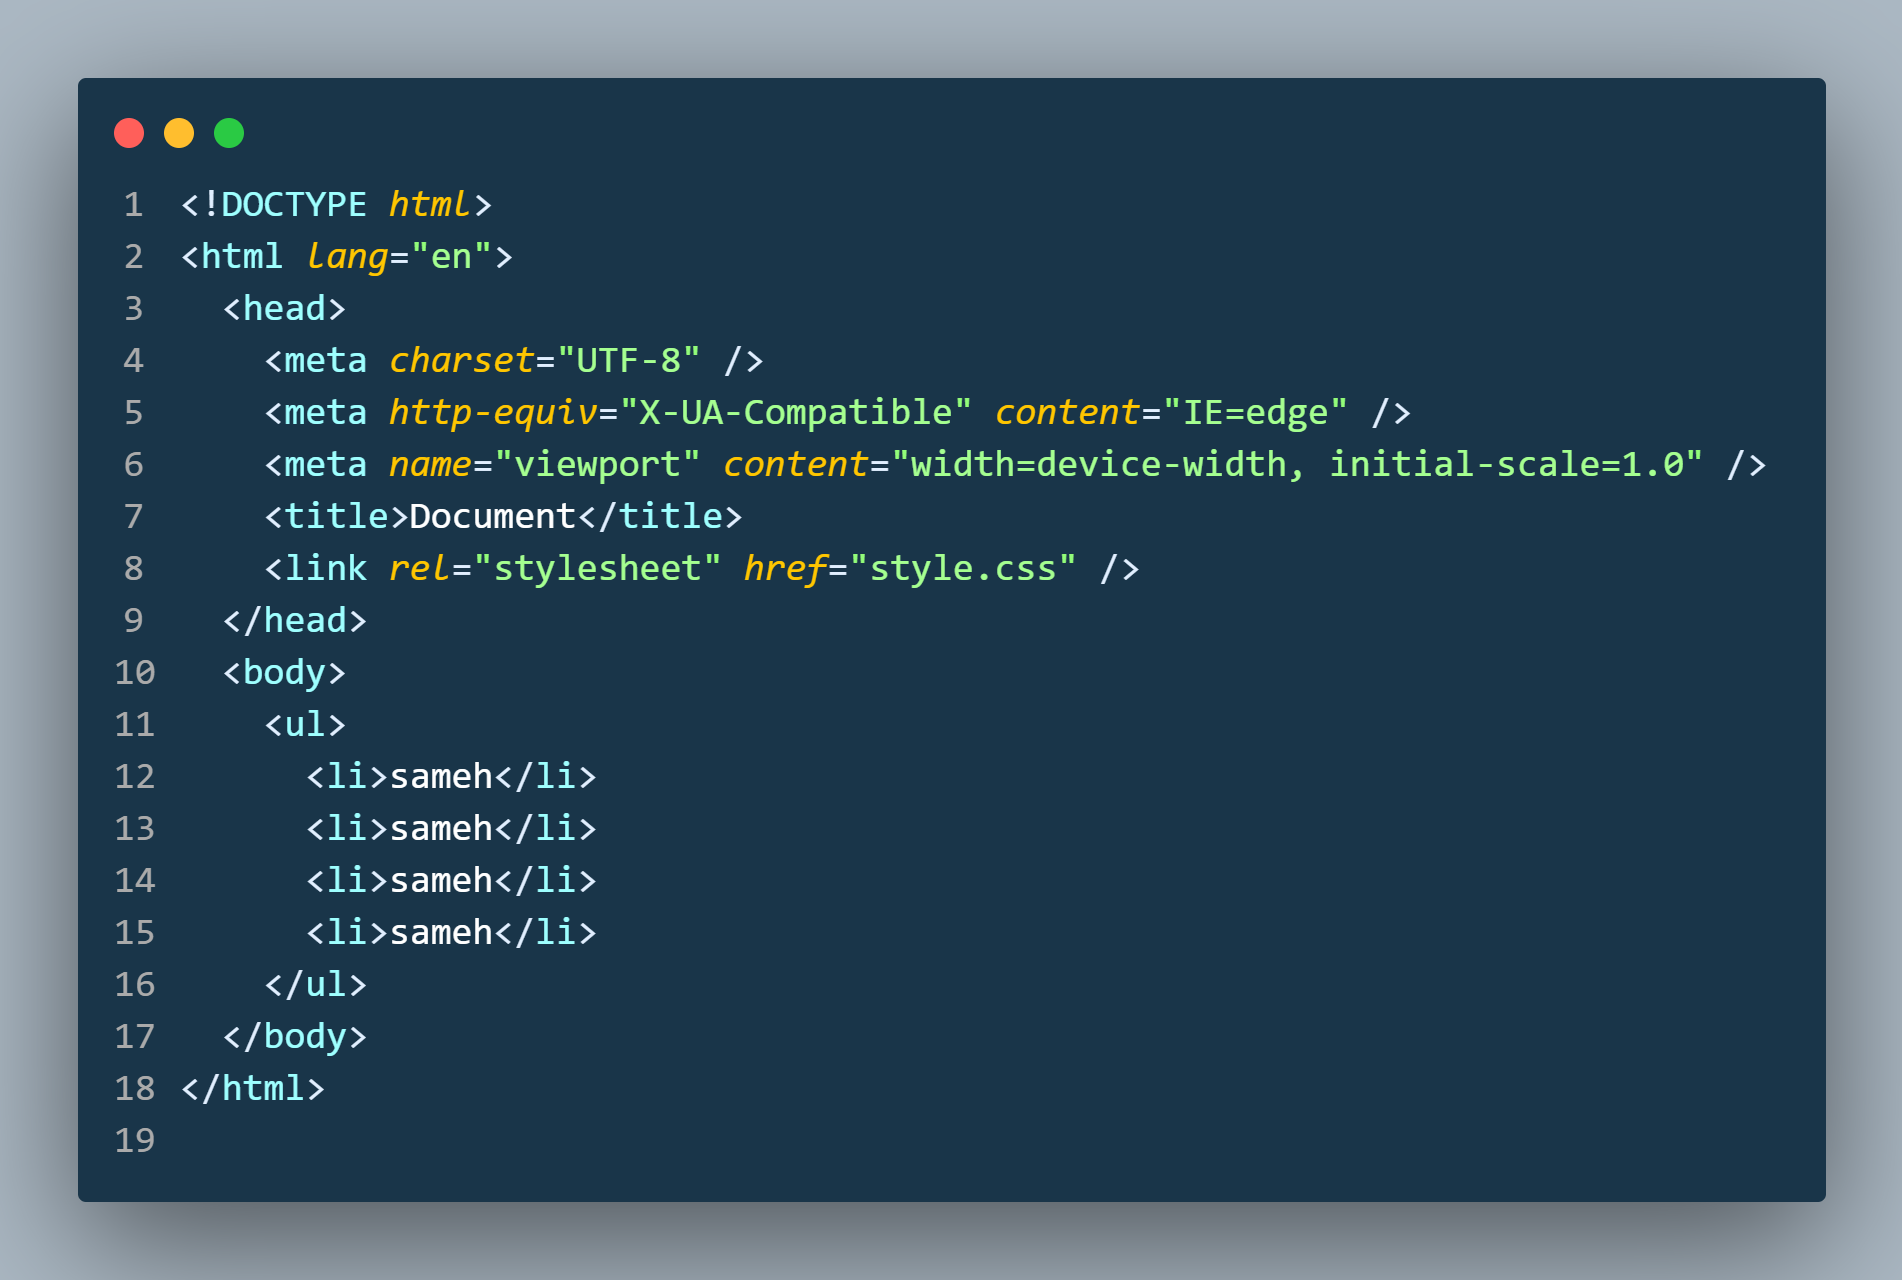 1 <!DOCTYPE html>
2 <html lang="en">
3   <head>
4     <meta charset="UTF-8" />
5     <meta http-equiv="X-UA-Compatible" content="IE=edge" />
6     <meta name="viewport" content="width=device-width, initial-scale=1.0" />
7     <title>Document</title>
8     <link rel="stylesheet" href="style.css" />
9   </head>
10   <body>
11     <ul>
12       <li>sameh</li>
13       <li>sameh</li>
14       <li>sameh</li>
15       <li>sameh</li>
16     </ul>
17   </body>
18 </html>
19